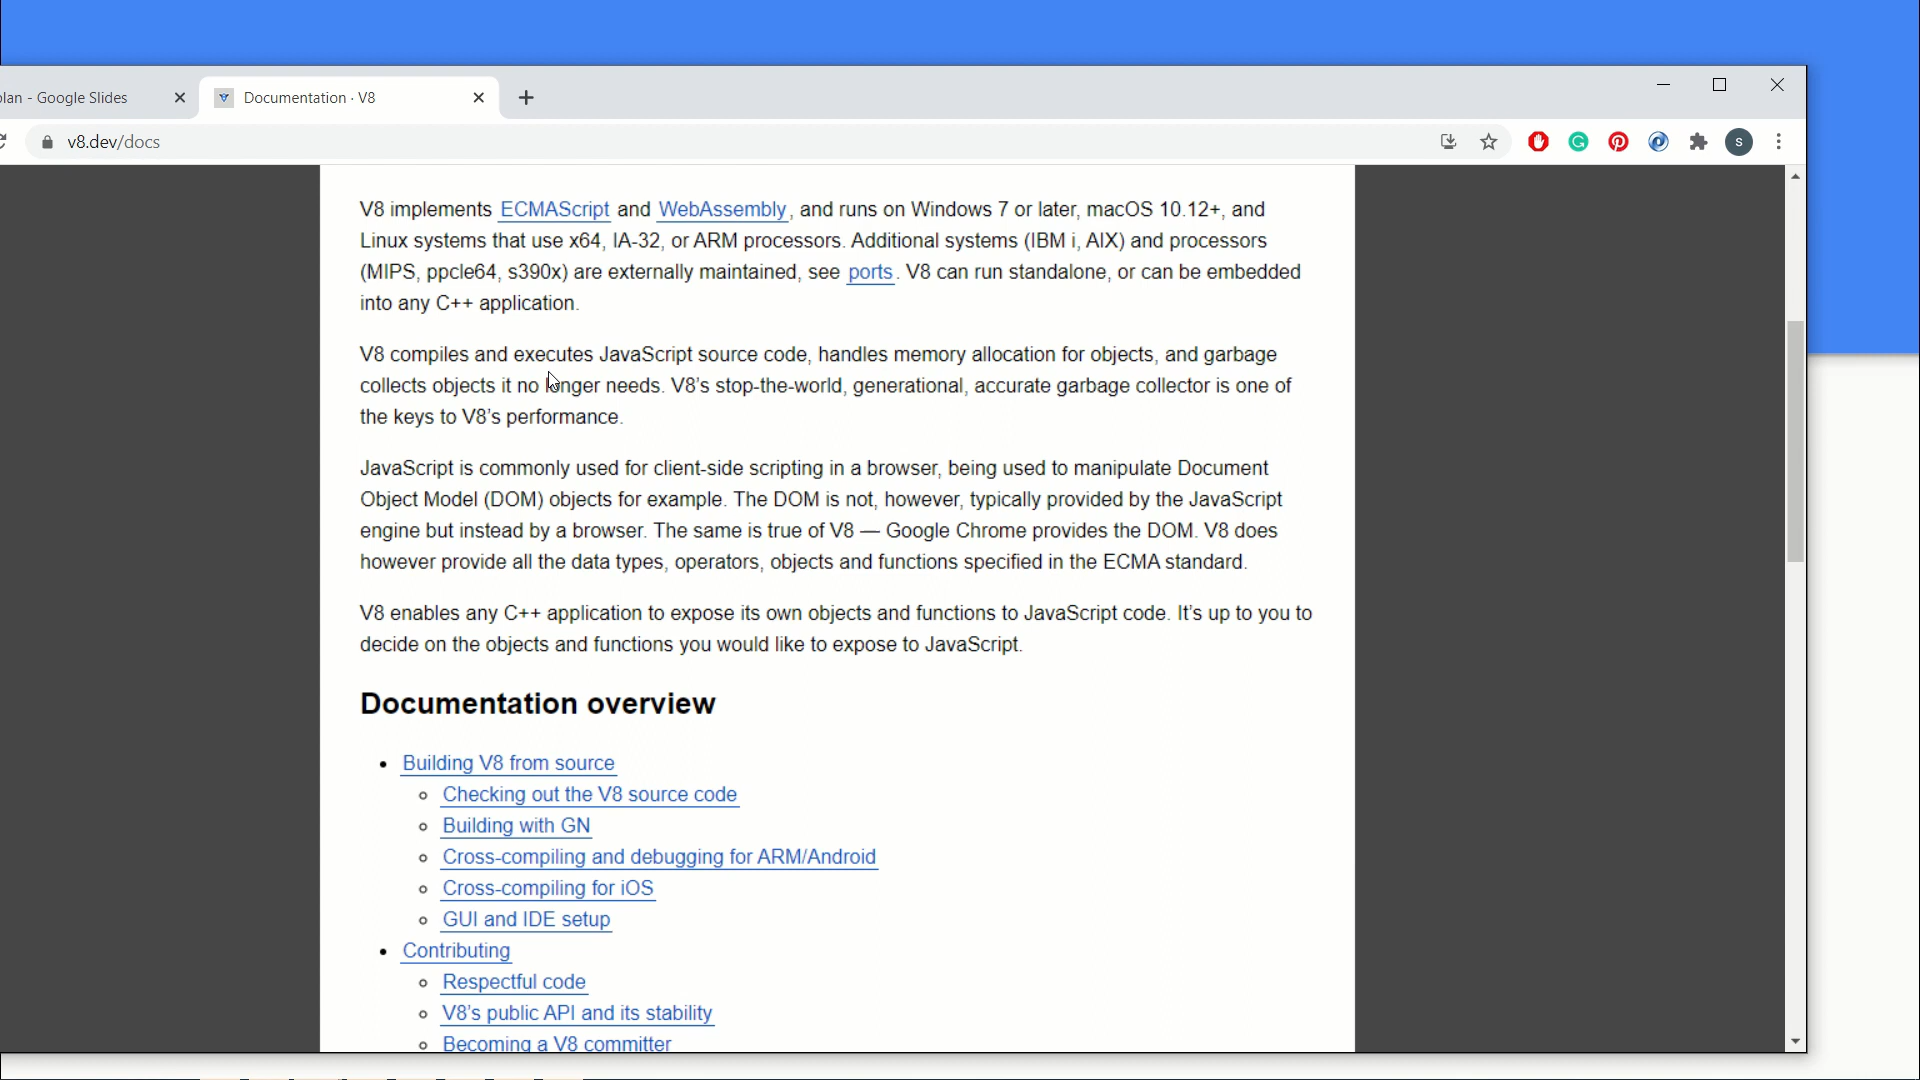 lan - Google Slides
Documentation · V8
v8.dev/docs
S
V8 implements ECMAScript and WebAssembly, and runs on Windows 7 or later, macOS 10.12+, and
Linux systems that use x64, IA-32, or ARM processors. Additional systems (IBM i, AIX) and processors
(MIPS, ppcle64, s390x) are externally maintained, see ports. V8 can run standalone, or can be embedded
into any C++ application.
V8 compiles and executes JavaScript source code, handles memory allocation for objects, and garbage
collects objects it no longer needs. V8’s stop-the-world, generational, accurate garbage collector is one of
the keys to V8’s performance.
JavaScript is commonly used for client-side scripting in a browser, being used to manipulate Document
Object Model (DOM) objects for example. The DOM is not, however, typically provided by the JavaScript
engine but instead by a browser. The same is true of V8 — Google Chrome provides the DOM. V8 does
however provide all the data types, operators, objects and functions specified in the ECMA standard.
V8 enables any C++ application to expose its own objects and functions to JavaScript code. It’s up to you to
decide on the objects and functions you would like to expose to JavaScript.
Documentation overview
Building V8 from source
Checking out the V8 source code
Building with GN
Cross-compiling and debugging for ARM/Android
Cross-compiling for iOS
GUI and IDE setup
Contributing
Respectful code
V8’s public API and its stability
Becoming a V8 committer